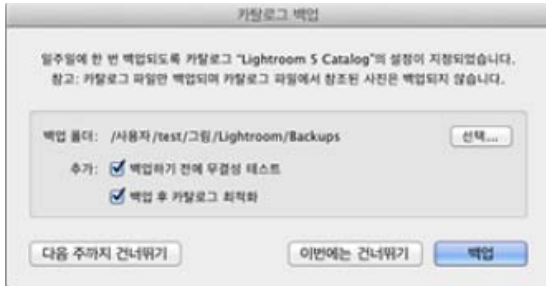 카탈로그 백업
일주일에 한 번 백업되도록 카탈로그 "Lightroom 5 Catalog"의 설정이 지정되었습니다.
참고: 카탈로그 파일만 백업되며 카탈로그 파일에서 참조된 사진은 백업되지 않습니다.
백업 폴더: /사용자/test/그림/Lightroom/Backups 선택...
추가: 백업하기 전에 무결성 테스트
백업 후 카탈로그 최적화
다음 주까지 건너뛰기 이번에는 건너뛰기 백업